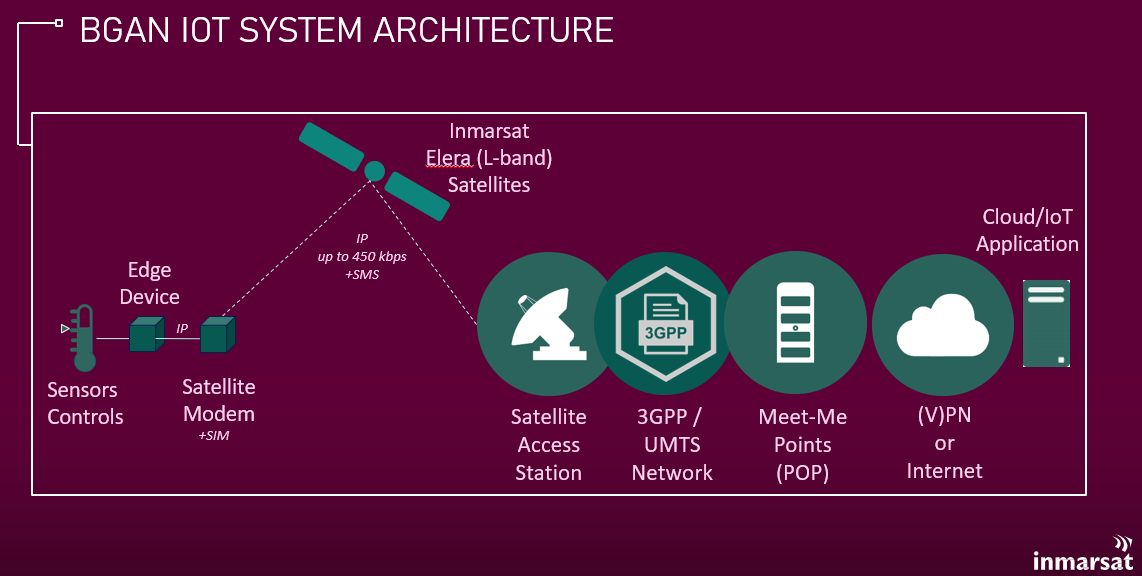 BGAN IOT SYSTEM ARCHITECTURE
Inmarsat
Elera (L-band)
Satellites
IP
up to 450 kbps
+SMS
Cloud/IoT
Application
Edge
Device
IP
Sensors
Controls
Satellite
Modem
+SIM
3GPP
Satellite
Access
Station
3GPP /
UMTS
Network
Meet-Me
Points
(POP)
(V)PN
or
Internet
inmarsat